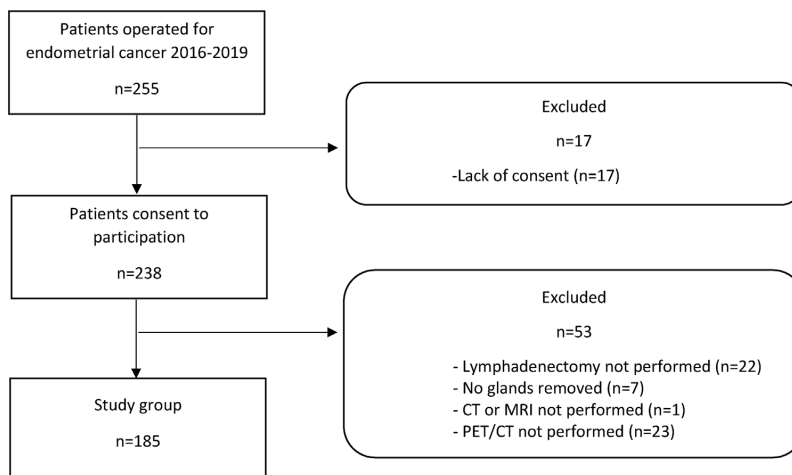 Patients operated for
endometrial cancer 2016-2019
n=255
Excluded
n=17
-Lack of consent (n=17)
Patients consent to
participation
n=238
Excluded
n=53
- Lymphadenectomy not performed (n=22)
- No glands removed (n=7)
- CT or MRI not performed (n=1)
- PET/CT not performed (n=23)
Study group
n=185